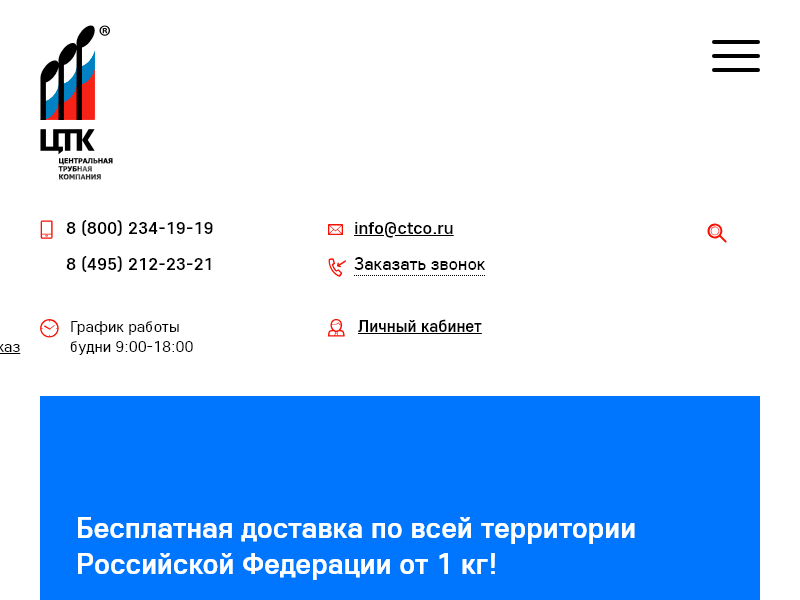 ®
ЦТК
ЦЕНТРАЛЬНАЯ
ТРУБНАЯ
КОМПАНИЯ
8 (800) 234-19-19
info@ctco.ru
8 (495) 212-23-21
Заказать звонок
График работы
Личный кабинет
будни 9:00-18:00
каз
Бесплатная доставка по всей территории
Российской Федерации от 1 кг!